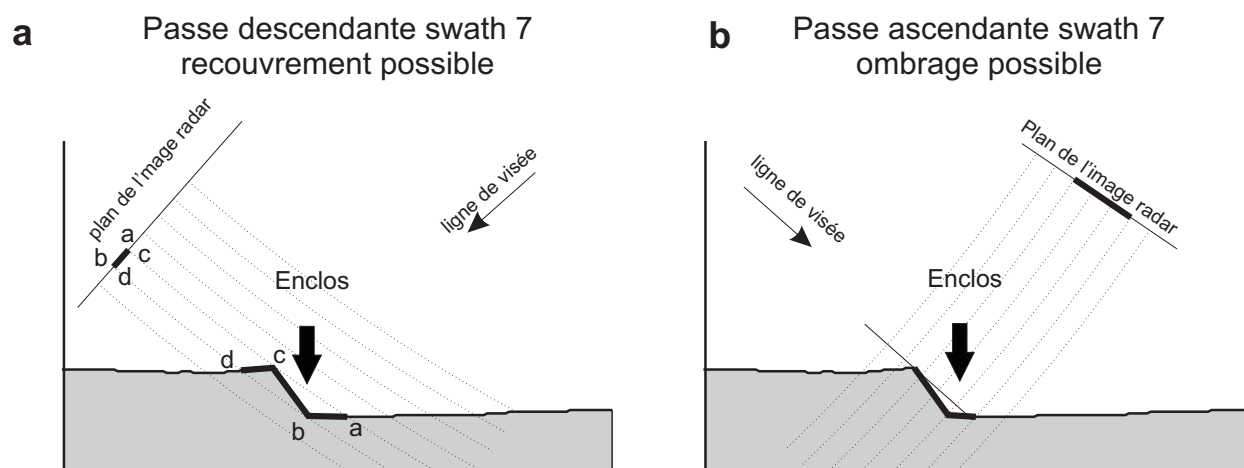 a
Passe descendante swath 7
recouvrement possible
plan de l'mage radar
ligne de visée
a
b
c
d
Enclos
d
c
b
a
b
Passe ascendante swath 7
ombrage possible
ligne de visée
Plan de l'image radar
Enclos